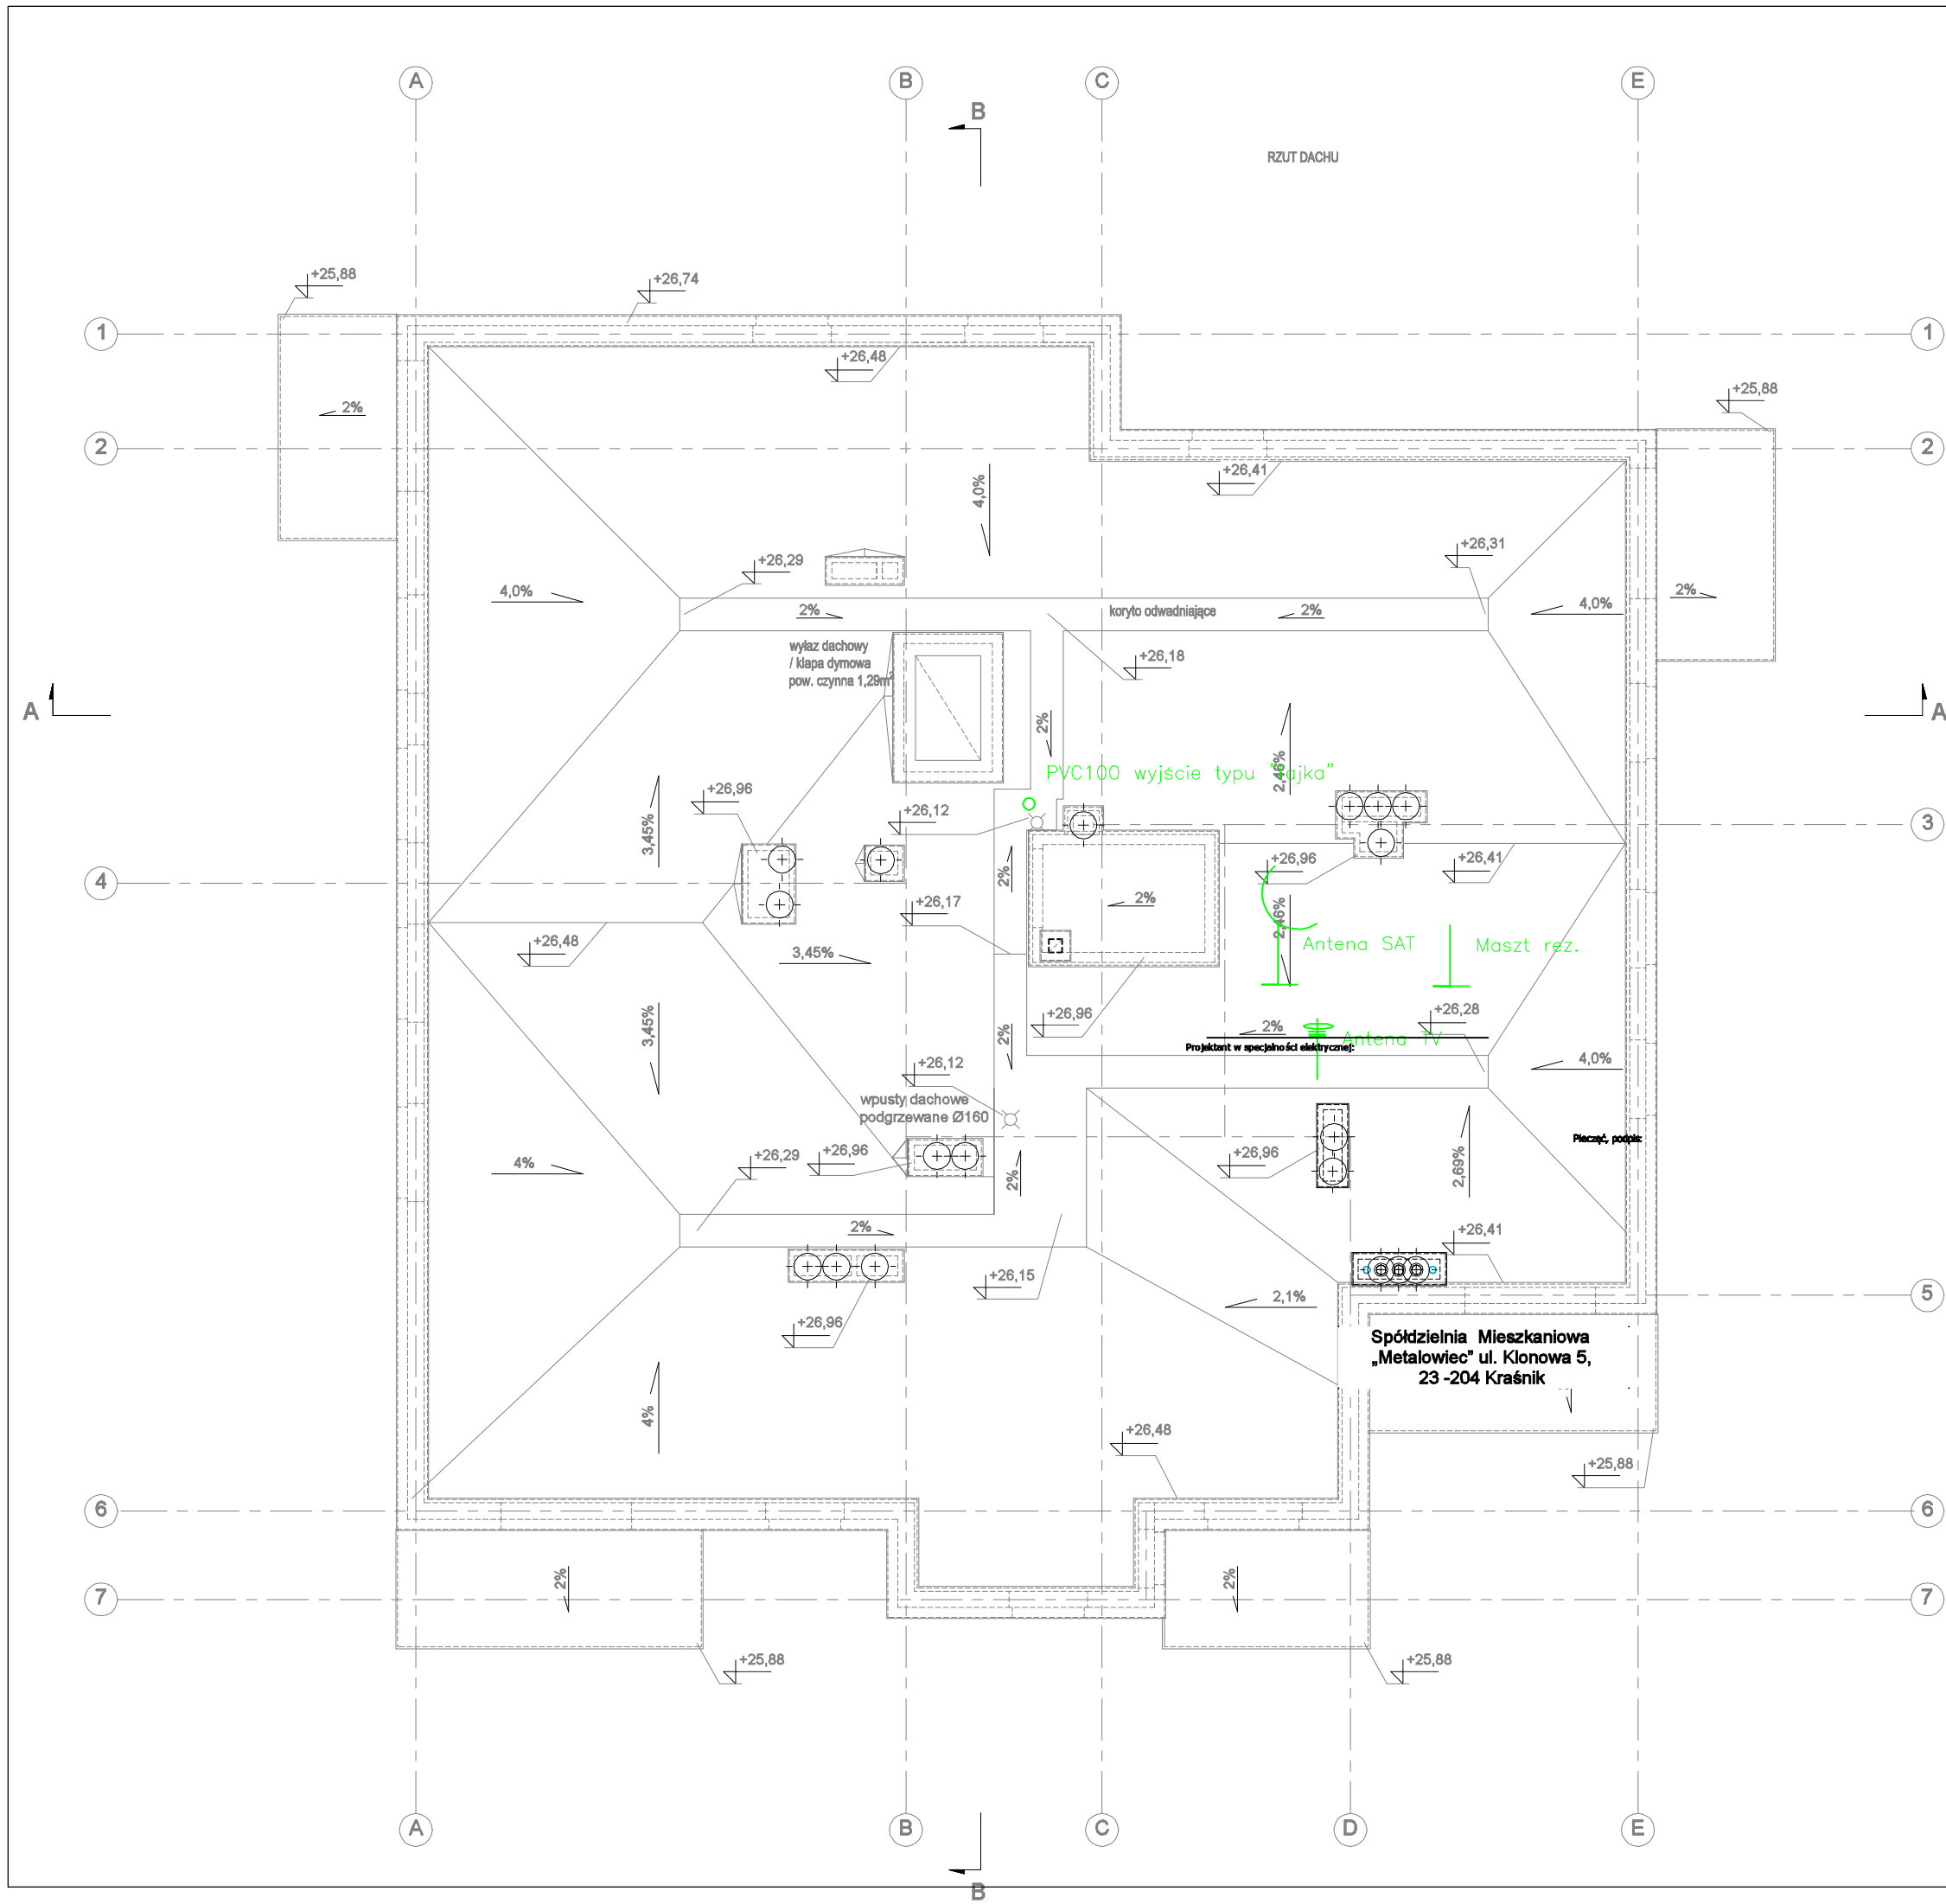 A
B
C
E
B
RZUT DACHU
+25,88
+26,74
1
1
+26,48
+25,88
2%
2
2
+26,41
4,0%
+26,29
+26,31
4,0%
4,0%
2%
2%
koryto odwadniające
2%
wyłaz dachowy
/ klapa dymowa
pow. czynna 1,29m²
+26,18
A
A
2%
2,46%
PVC100 wyjście typu
+26,96
+26,12
3
3,45%
4
2%
+26,96
+26,41
+26,17
2%
2,46%
+26,48
3,45%
Antena SAT
Maszt rez.
+26,96
+26,28
3,45%
2%
2%
Antena TV
Projektant w specjalności elektrycznej:
4,0%
+26,12
wpusty dachowe
podgrzewane Ø160
Pieczęć, podpis:
4%
+26,29
+26,96
2%
+26,96
2,69%
2%
+26,41
+26,15
2,1%
5
+26,96
Spółdzielnia Mieszkaniowa
„Metalowiec” ul. Klonowa 5,
23 -204 Kraśnik
4%
+26,48
+25,88
6
6
2%
2%
7
7
+25,88
+25,88
A
B
C
D
E
B